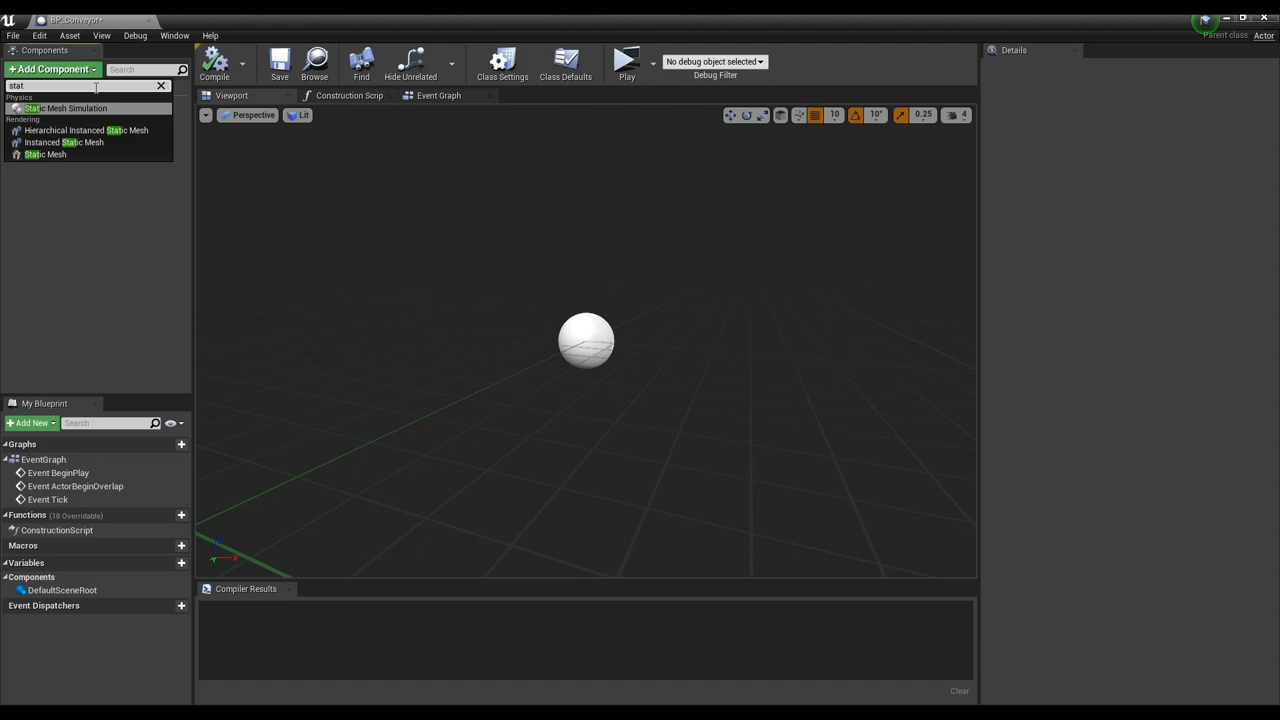 BP_Conveyor*
File Edit Asset View Debug Window Help
Parent class: Actor
Components
+Add Component
Search
stat
Physics
Static Mesh Simulation
Rendering
Hierarchical Instanced Static Mesh
Instanced Static Mesh
Static Mesh
Compile
Save
Browse
Find
Hide Unrelated
Class Settings
Class Defaults
Play
No debug object selected
Debug Filter
Viewport
Construction Scrip
Event Graph
Perspective
Lit
10
10°
0.25
4
Details
My Blueprint
+Add New
Search
Graphs
EventGraph
Event BeginPlay
Event ActorBeginOverlap
Event Tick
Functions (18 Overridable)
ConstructionScript
Macros
Variables
Components
DefaultSceneRoot
Event Dispatchers
Compiler Results
Clear